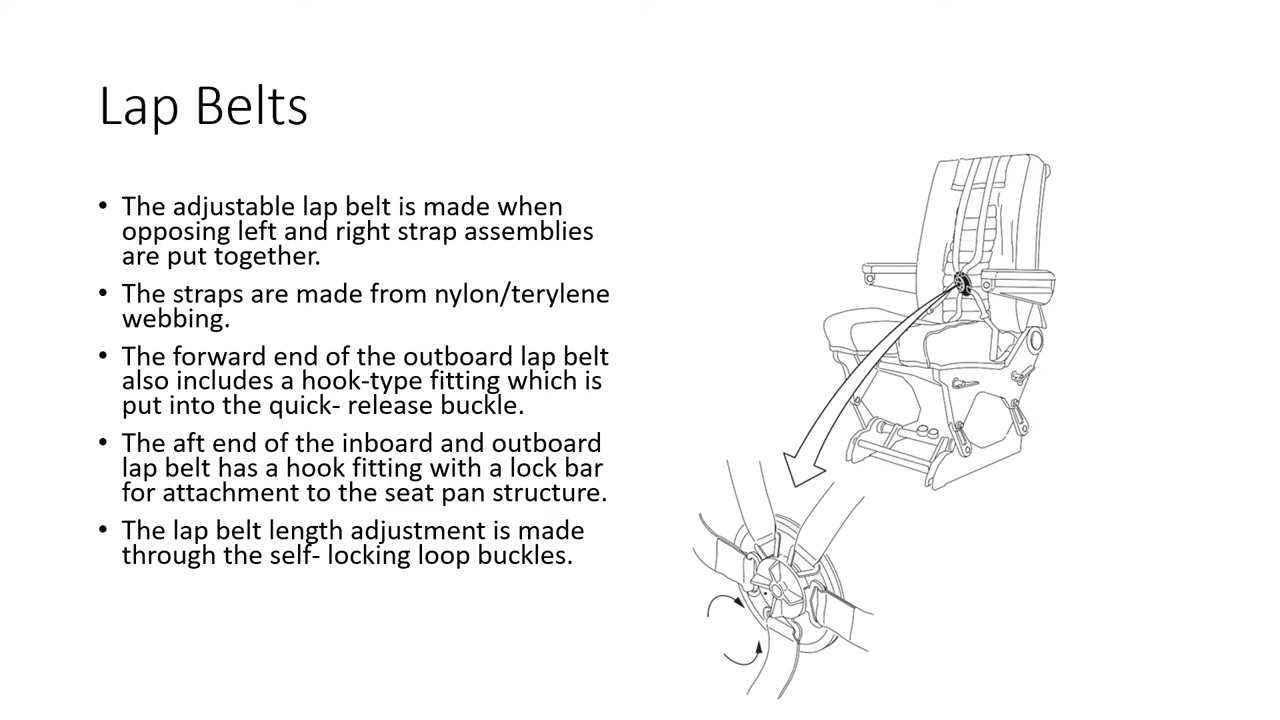 Lap Belts
• The adjustable lap belt is made when
opposing left and right strap assemblies
are put together.
• The straps are made from nylon/terylene
webbing.
• The forward end of the outboard lap belt
also includes a hook-type fitting which is
put into the quick- release buckle.
• The aft end of the inboard and outboard
lap belt has a hook fitting with a lock bar
for attachment to the seat pan structure.
• The lap belt length adjustment is made
through the self- locking loop buckles.